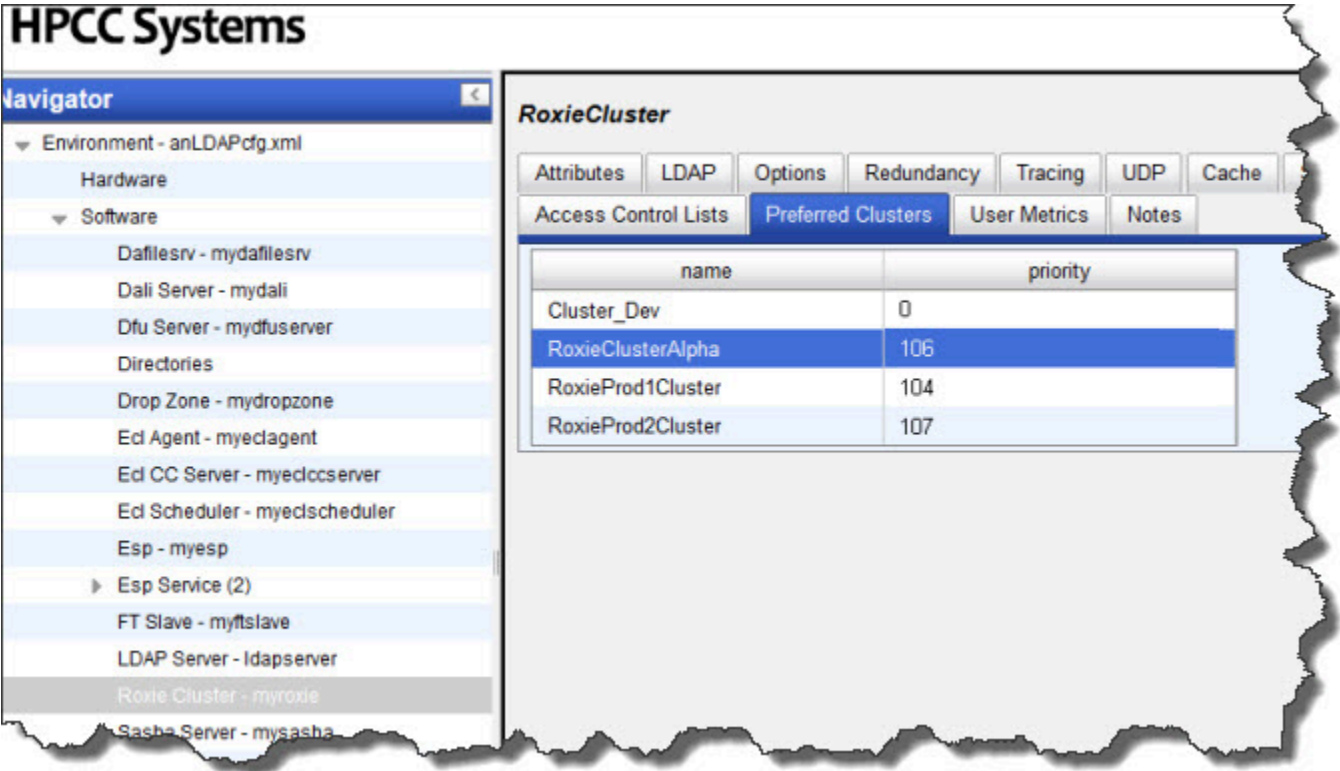 HPCC Systems
Navigator
Environment - anLDAPcfg.xml
Hardware
Software
Dafilesrv - mydafilesrv
Dali Server - mydali
Dfu Server - mydfuserver
Directories
Drop Zone - mydropzone
Ecl Agent - myeclagent
Ecl CC Server - myeclccserver
Ecl Scheduler - myeclscheduler
Esp - myesp
Esp Service (2)
FT Slave - myftslave
LDAP Server - ldapserver
Roxie Cluster - myroxie
Sasha Server - mysasha
RoxieCluster
Attributes LDAP Options Redundancy Tracing UDP Cache
Access Control Lists Preferred Clusters User Metrics Notes
name priority
Cluster_Dev 0
RoxieClusterAlpha 106
RoxieProd1Cluster 104
RoxieProd2Cluster 107